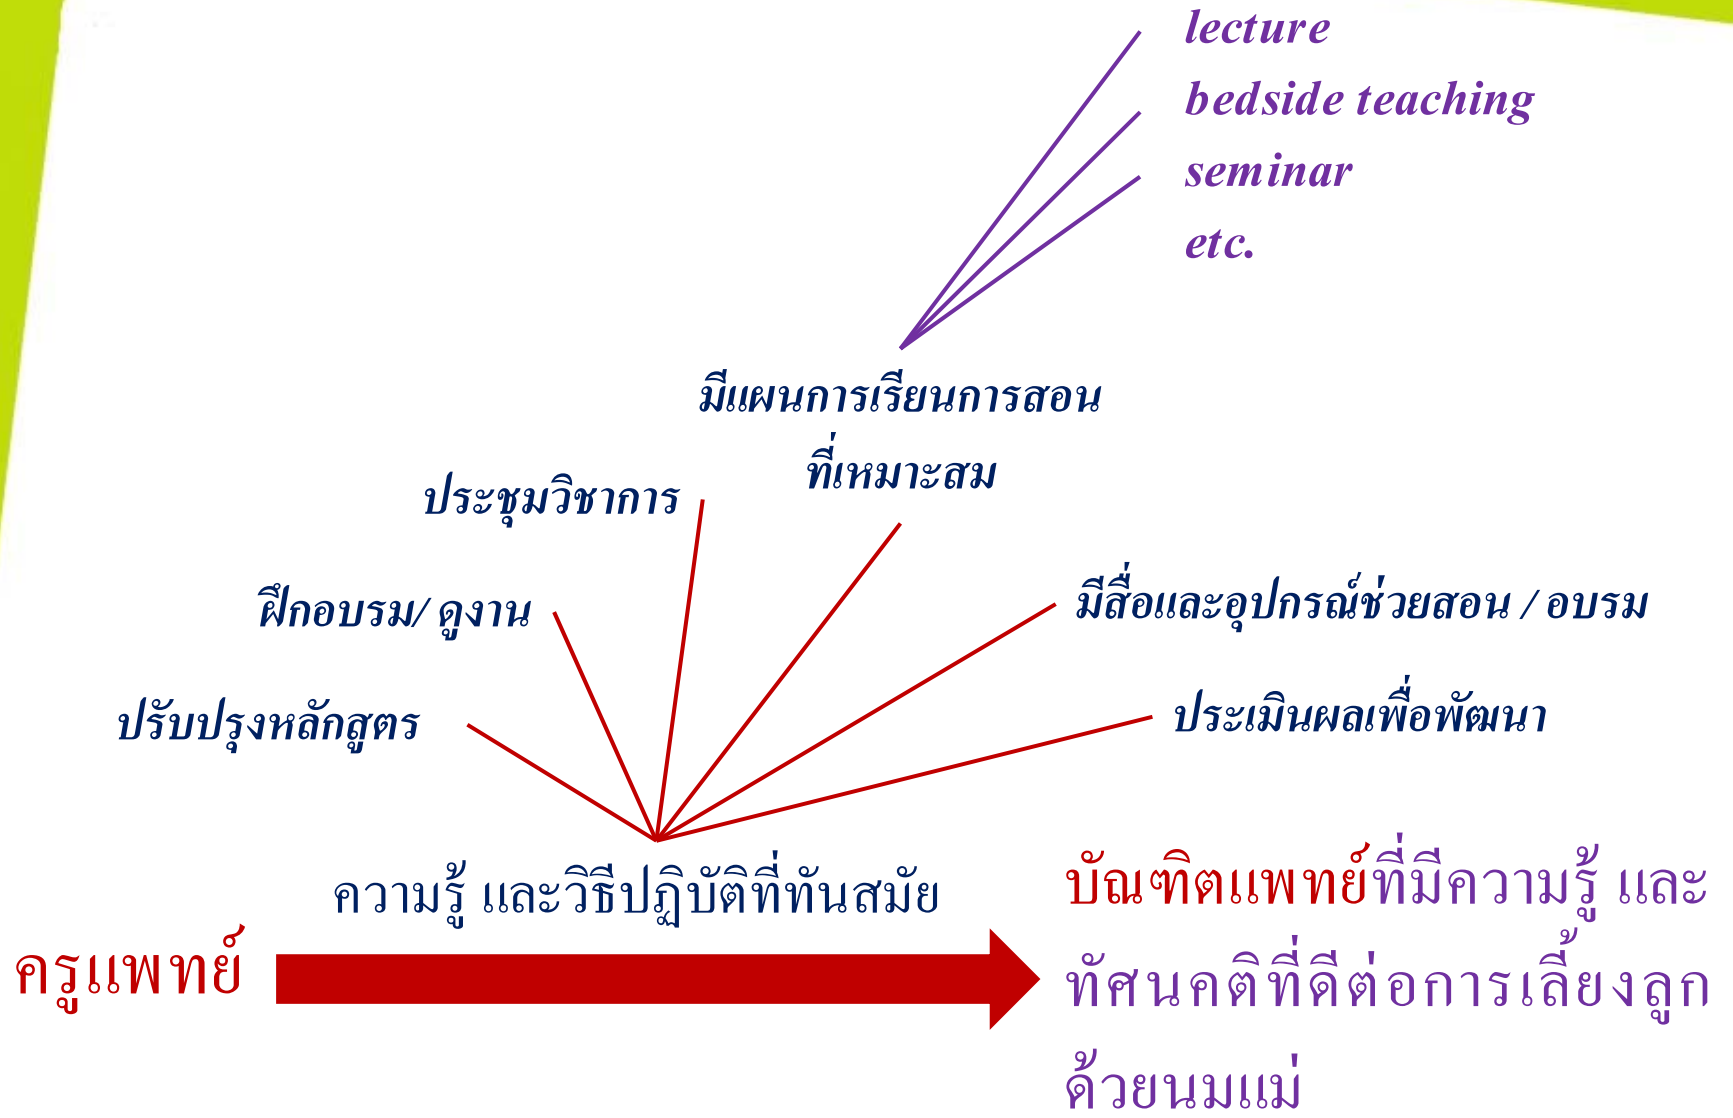 lecture
bedside teaching
seminar
etc.
มีแผนการเรียนการสอน
ที่เหมาะสม
ประชุมวิชาการ
ฝึกอบรม/ ดูงาน
มีสื่อและอุปกรณ์ช่วยสอน / อบรม
ปรับปรุงหลักสูตร
ประเมินผลเพื่อพัฒนา
ความรู้ และวิธีปฏิบัติที่ทันสมัย
ครูแพทย์
บัณฑิตแพทย์ที่มีความรู้ และ
ทัศนคติที่ดีต่อการเลี้ยงลูก
ด้วยนมแม่